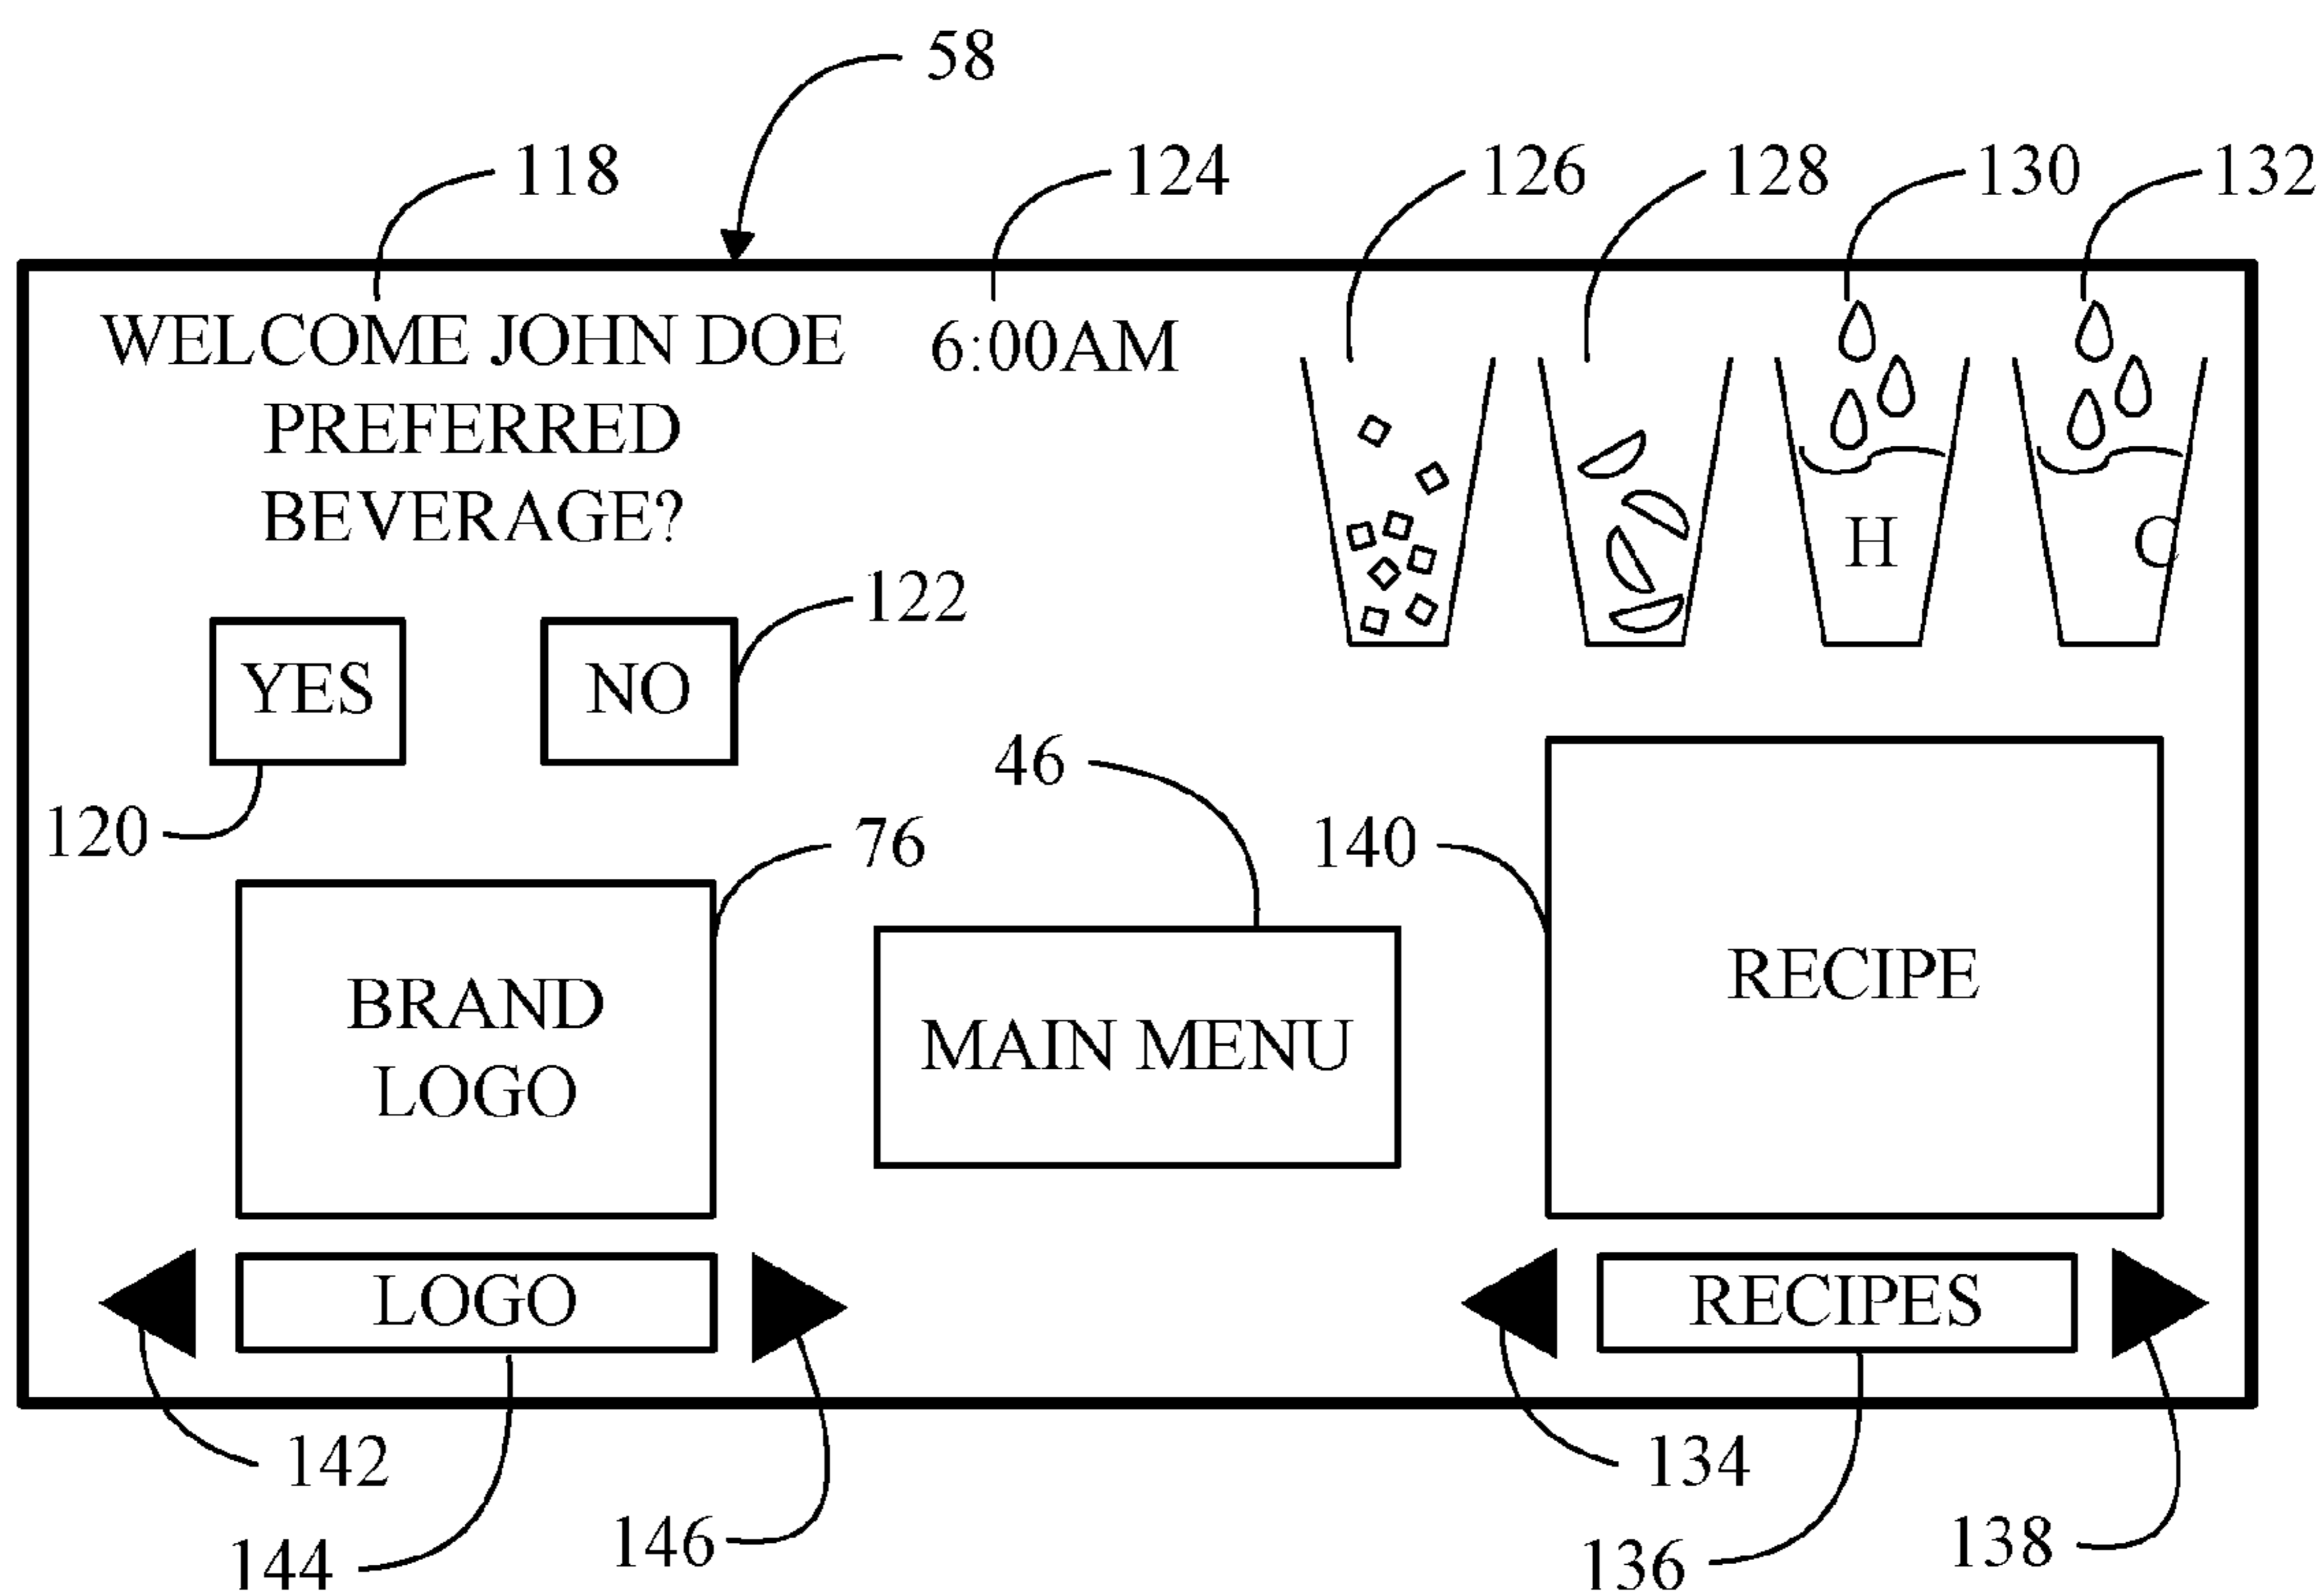 58
118
124
126
128
130
132
WELCOME JOHN DOE
6:00AM
PREFERRED
BEVERAGE?
H
C
122
YES
NO
46
120
76
140
BRAND
LOGO
MAIN MENU
RECIPE
LOGO
RECIPES
142
134
144
146
136
138